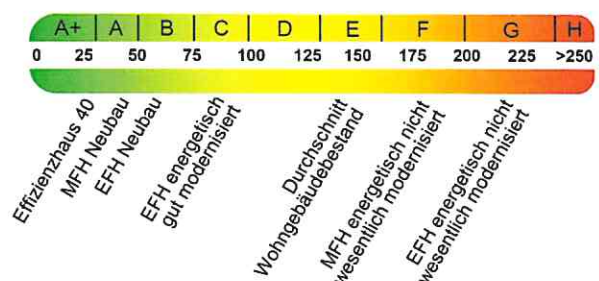 A+ A B C D E F G H
0 25 50 75 100 125 150 175 200 225 >250
Effizienzhaus 40
MFH Neubau
EFH Neubau
EFH energetisch
gut modernisiert
Durchschnitt
Wohngebäudebestand
MFH energetisch nicht
wesentlich modernisiert
EFH energetisch nicht
wesentlich modernisiert